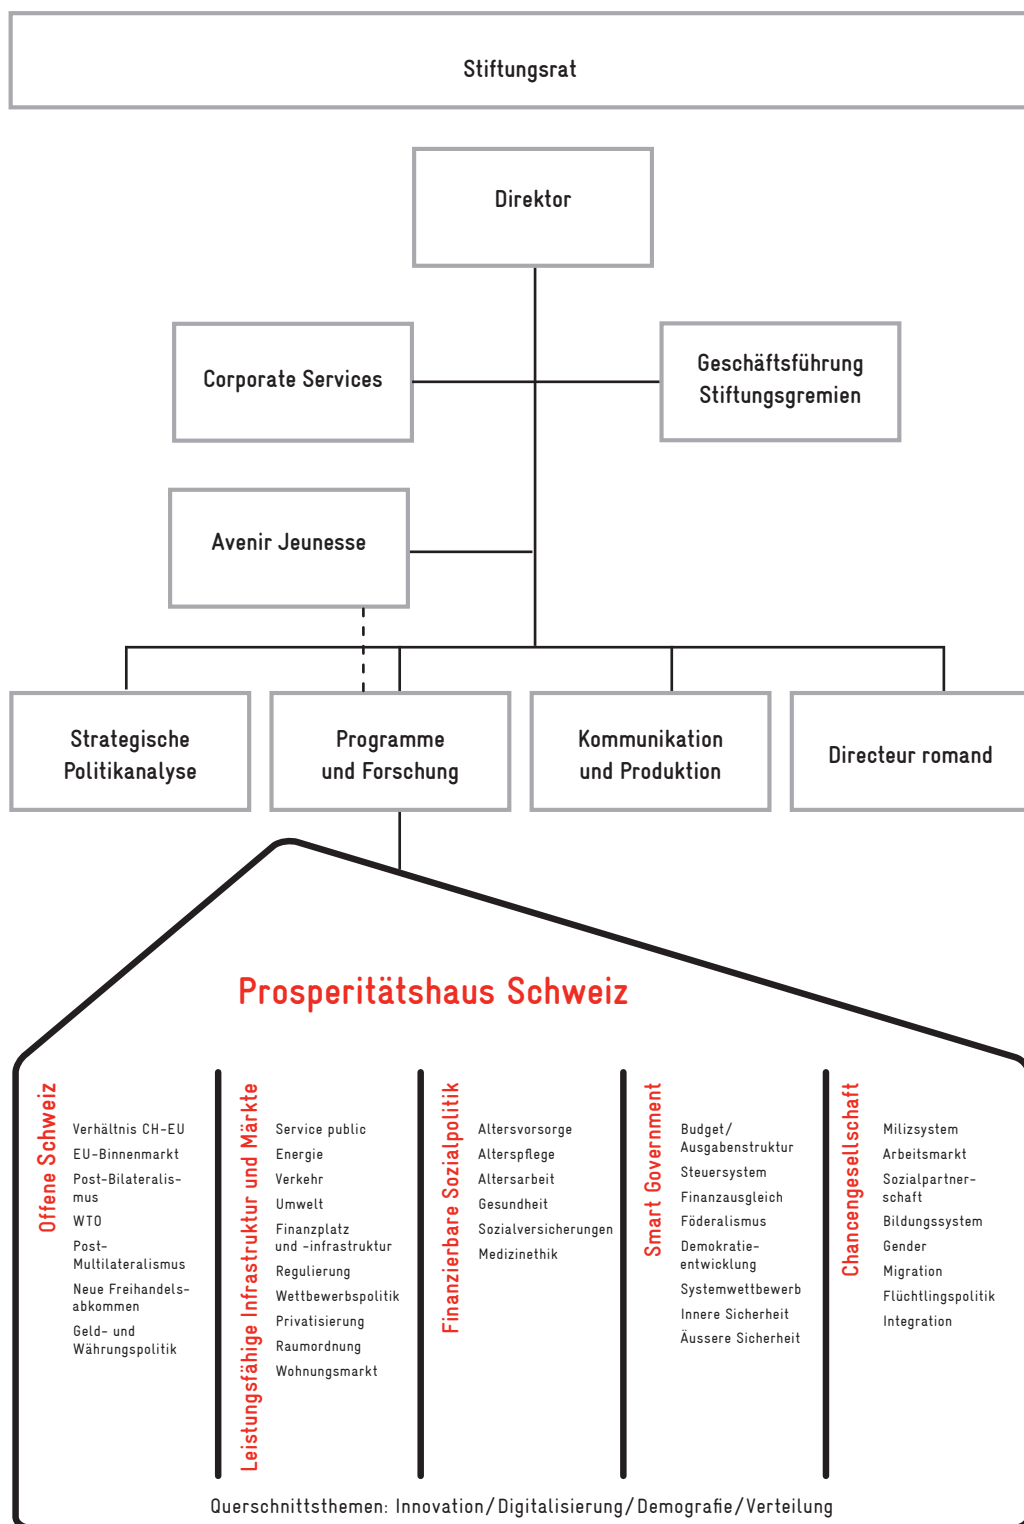 Stiftungsrat
Direktor
Corporate Services
Geschäftsführung
Stiftungsgremien
Avenir Jeunesse
Strategische
Politikanalyse
Programme
und Forschung
Kommunikation
und Produktion
Directeur romand
Prosperitätshaus Schweiz
Offene Schweiz
Verhältnis CH-EU
EU-Binnenmarkt
Post-Bilateralis-
mus
WTO
Post-
Multilateralismus
Neue Freihandels-
abkommen
Geld- und
Währungspolitik
Leistungsfähige Infrastruktur und Märkte
Service public
Energie
Verkehr
Umwelt
Finanzplatz
und -infrastruktur
Regulierung
Wettbewerbspolitik
Privatisierung
Raumordnung
Wohnungsmarkt
Finanzierbare Sozialpolitik
Altersvorsorge
Alterspflege
Altersarbeit
Gesundheit
Sozialversicherungen
Medizinethik
Smart Government
Budget/
Ausgabenstruktur
Steuersystem
Finanzausgleich
Föderalismus
Demokratie-
entwicklung
Systemwettbewerb
Innere Sicherheit
Äussere Sicherheit
Chancengesellschaft
Milizsystem
Arbeitsmarkt
Sozialpartner-
schaft
Bildungssystem
Gender
Migration
Flüchtlingspolitik
Integration
Querschnittsthemen: Innovation/Digitalisierung/Demografie/Verteilung